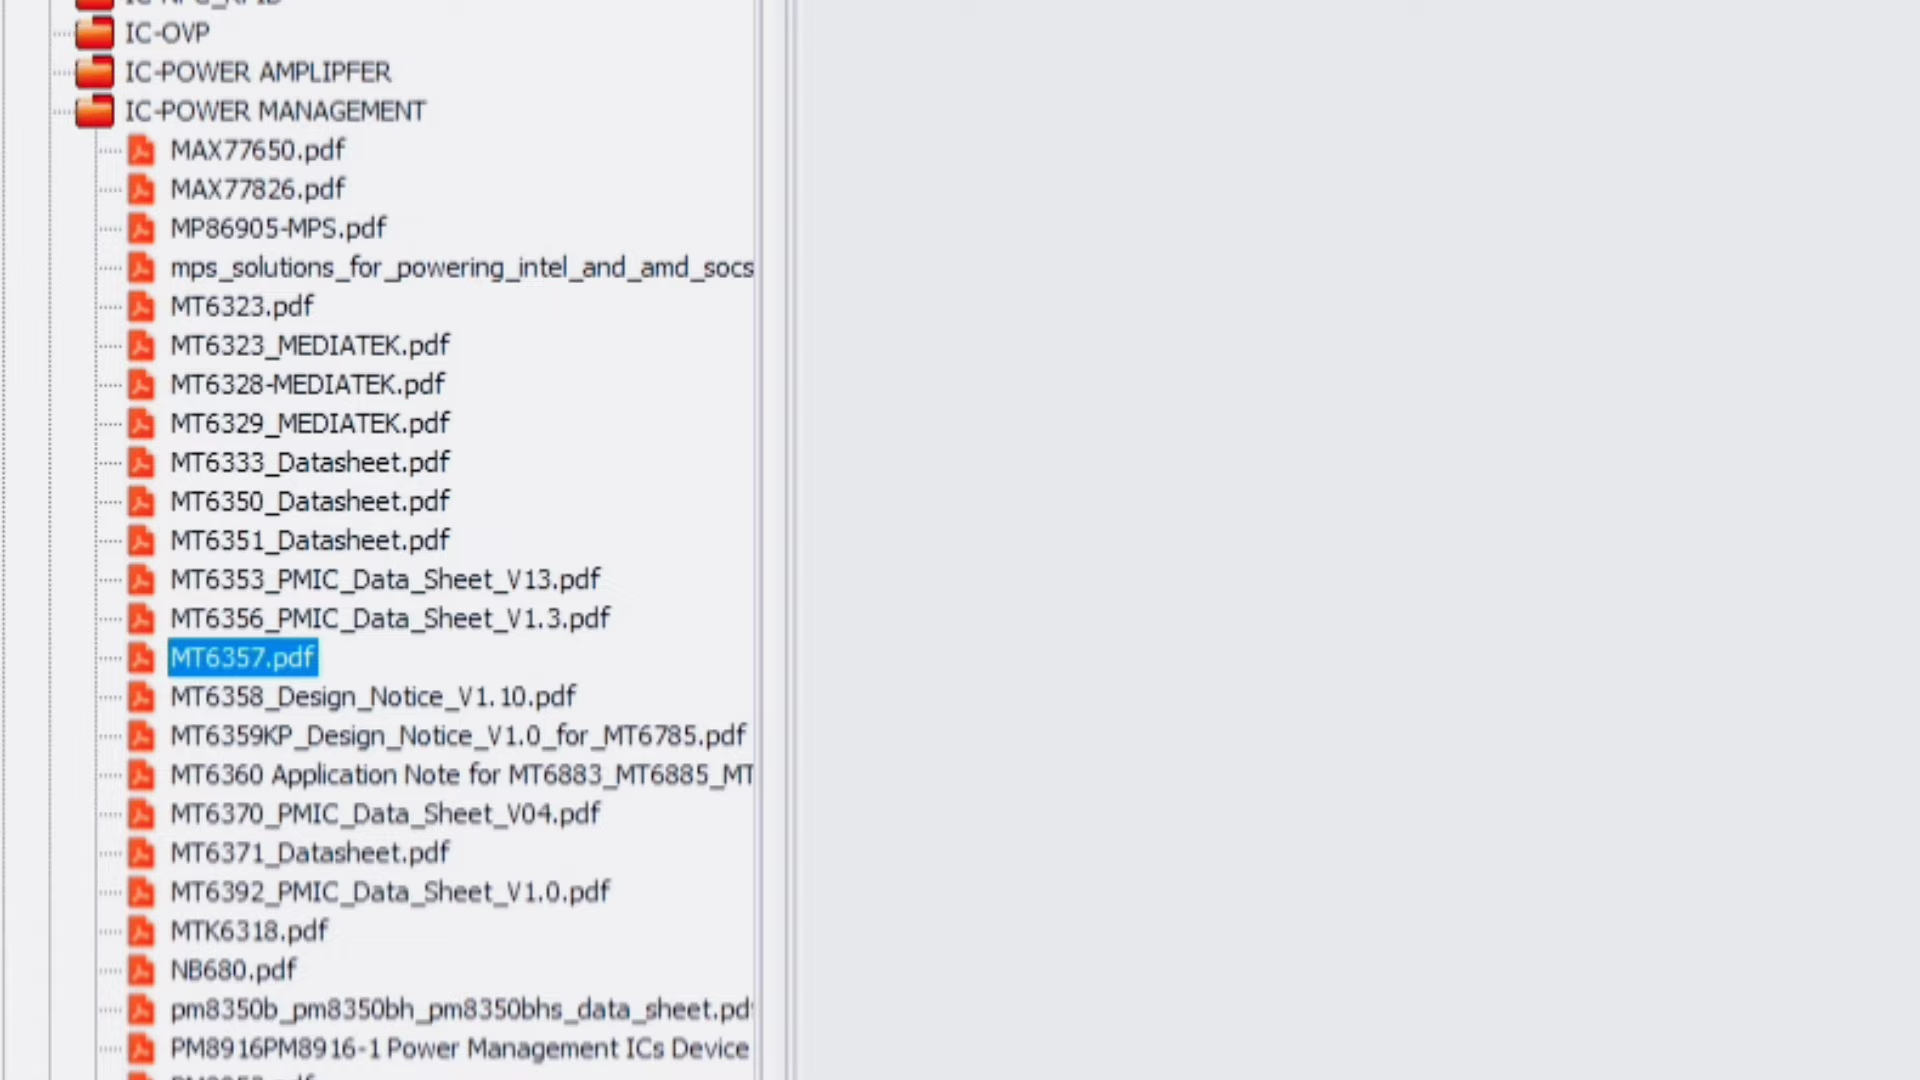 IC-NFC_RFID
IC-OVP
IC-POWER AMPLIPFER
IC-POWER MANAGEMENT
MAX77650.pdf
MAX77826.pdf
MP86905-MPS.pdf
mps_solutions_for_powering_intel_and_amd_socs
MT6323.pdf
MT6323_MEDIATEK.pdf
MT6328-MEDIATEK.pdf
MT6329_MEDIATEK.pdf
MT6333_Datasheet.pdf
MT6350_Datasheet.pdf
MT6351_Datasheet.pdf
MT6353_PMIC_Data_Sheet_V13.pdf
MT6356_PMIC_Data_Sheet_V1.3.pdf
MT6357.pdf
MT6358_Design_Notice_V1.10.pdf
MT6359KP_Design_Notice_V1.0_for_MT6785.pdf
MT6360 Application Note for MT6883_MT6885_MT
MT6370_PMIC_Data_Sheet_V04.pdf
MT6371_Datasheet.pdf
MT6392_PMIC_Data_Sheet_V1.0.pdf
MTK6318.pdf
NB680.pdf
pm8350b_pm8350bh_pm8350bhs_data_sheet.pd
PM8916PM8916-1 Power Management ICs Device